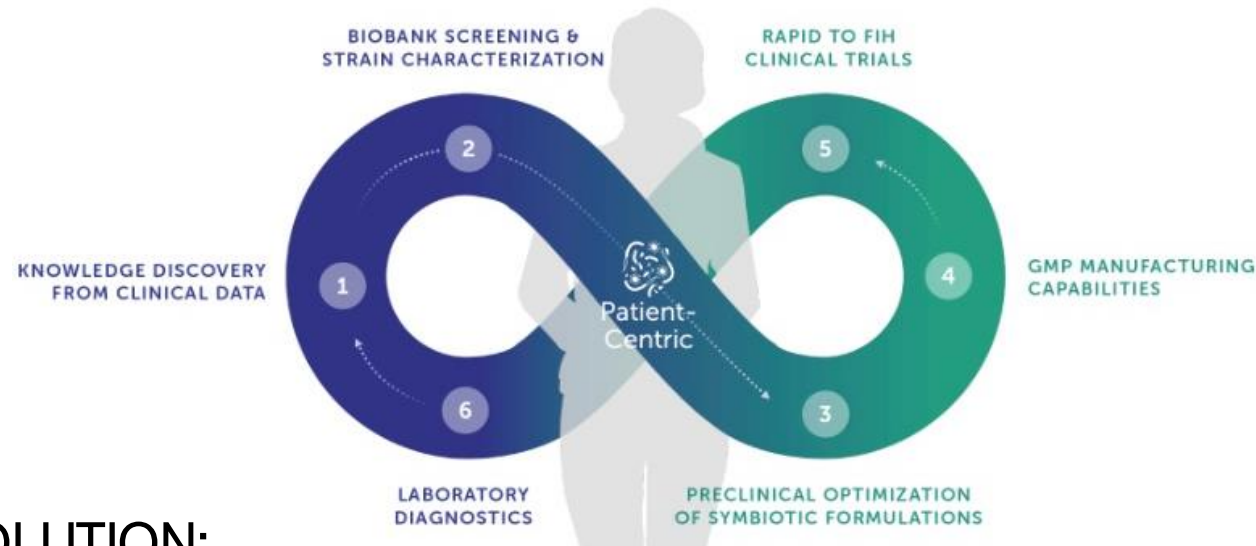 BIOBANK SCREENING &
STRAIN CHARACTERIZATION
RAPID TO FIH
CLINICAL TRIALS
2
5
KNOWLEDGE DISCOVERY
FROM CLINICAL DATA
1
Patient-
Centric
4
GMP MANUFACTURING
CAPABILITIES
6
3
LABORATORY
DIAGNOSTICS
PRECLINICAL OPTIMIZATION
OF SYMBIOTIC FORMULATIONS